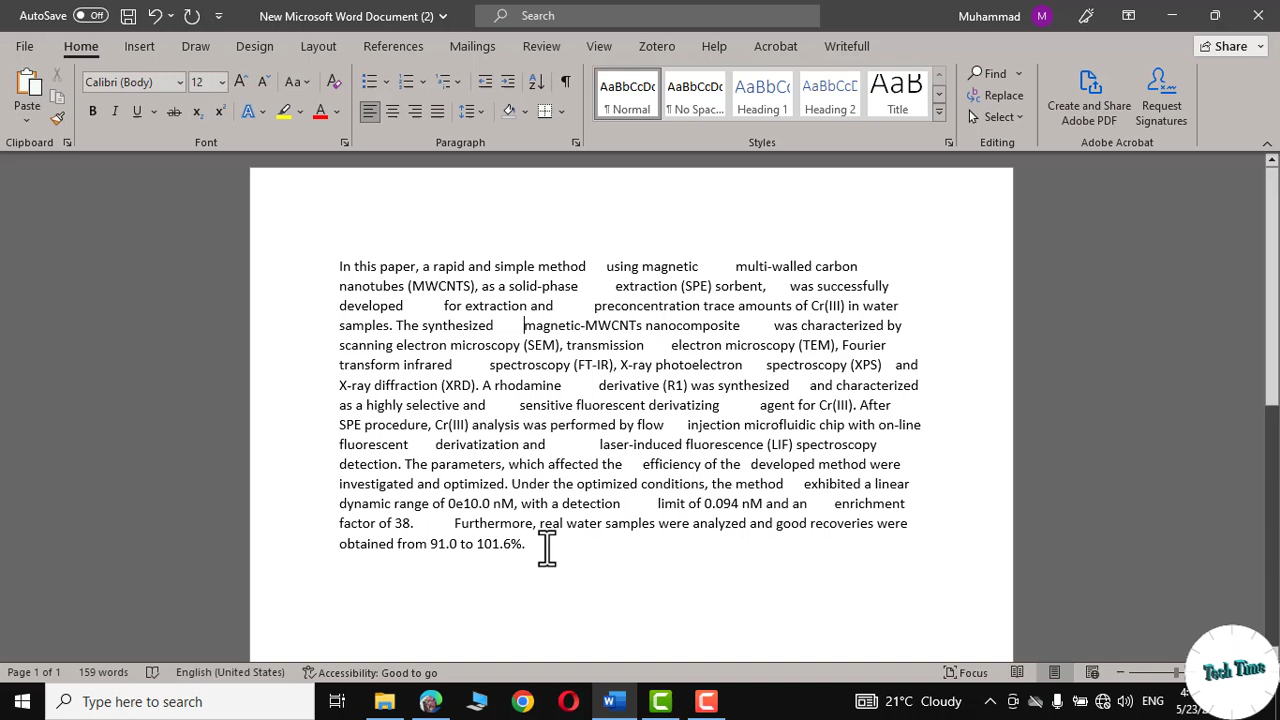 AutoSave Off New Microsoft Word Document (2) Search Muhammad M
File Home Insert Draw Design Layout References Mailings Review View Zotero Help Acrobat Writefull Share
Paste Calibri (Body) 12 Aa AaBbCcDc AaBbCcDc AaBbCc AaBbCcE AaB Find Create and Share Request
¶ Normal ¶ No Spac... Heading 1 Heading 2 Title Replace Adobe PDF Signatures
Select
Clipboard Font Paragraph Styles Editing Adobe Acrobat
In this paper, a rapid and simple method using magnetic multi-walled carbon
nanotubes (MWCNTS), as a solid-phase extraction (SPE) sorbent, was successfully
developed for extraction and preconcentration trace amounts of Cr(III) in water
samples. The synthesized magnetic-MWCNTs nanocomposite was characterized by
scanning electron microscopy (SEM), transmission electron microscopy (TEM), Fourier
transform infrared spectroscopy (FT-IR), X-ray photoelectron spectroscopy (XPS) and
X-ray diffraction (XRD). A rhodamine derivative (R1) was synthesized and characterized
as a highly selective and sensitive fluorescent derivatizing agent for Cr(III). After
SPE procedure, Cr(III) analysis was performed by flow injection microfluidic chip with on-line
fluorescent derivatization and laser-induced fluorescence (LIF) spectroscopy
detection. The parameters, which affected the efficiency of the developed method were
investigated and optimized. Under the optimized conditions, the method exhibited a linear
dynamic range of 0e10.0 nM, with a detection limit of 0.094 nM and an enrichment
factor of 38. Furthermore, real water samples were analyzed and good recoveries were
obtained from 91.0 to 101.6%.
Page 1 of 1 159 words English (United States) Accessibility: Good to go Focus
Tech Time
Type here to search 21°C Cloudy ENG
5/23/